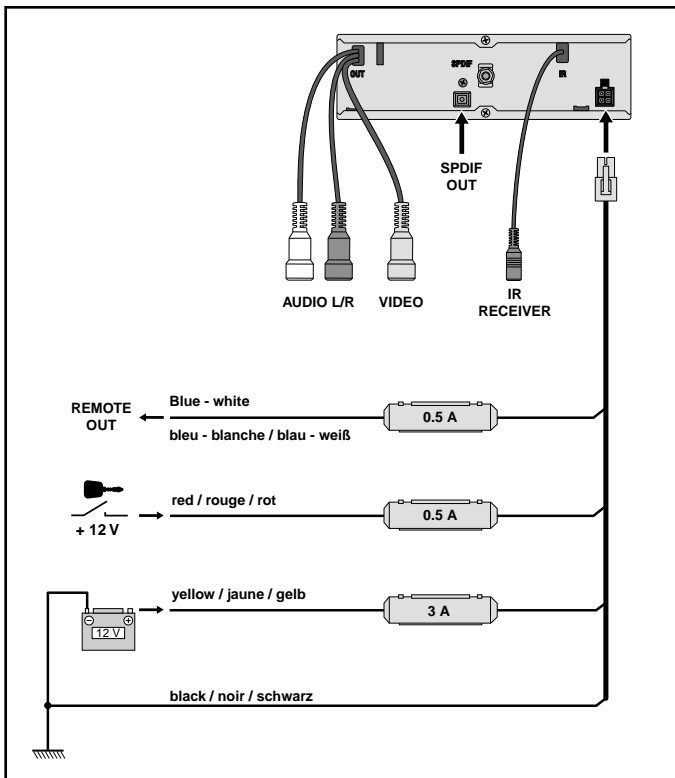 OUT
SPDIF
IR
SPDIF
OUT
AUDIO L/R
VIDEO
IR
RECEIVER
REMOTE
OUT
Blue - white
0.5 A
bleu - blanche / blau - weiß
red / rouge / rot
0.5 A
+ 12 V
yellow / jaune / gelb
3 A
12 V
black / noir / schwarz